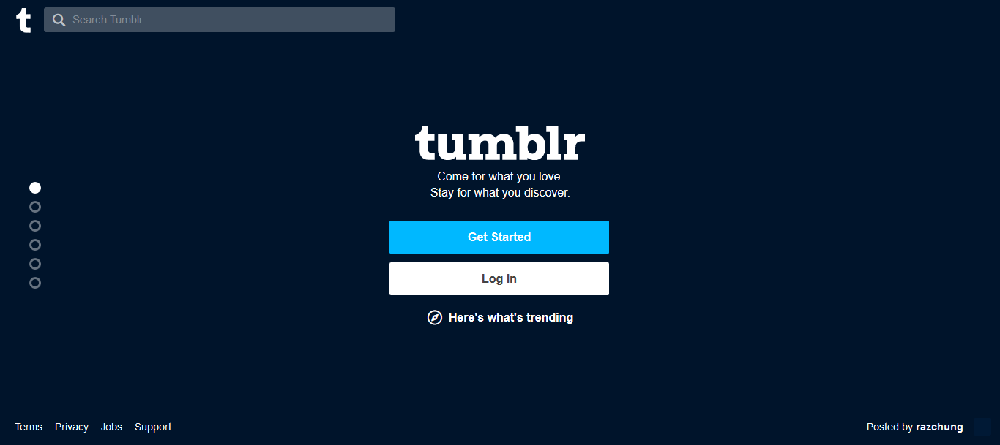 t
Search Tumblr
tumblr
Come for what you love.
Stay for what you discover.
Get Started
Log In
Here's what's trending
Terms Privacy Jobs Support
Posted by razchung